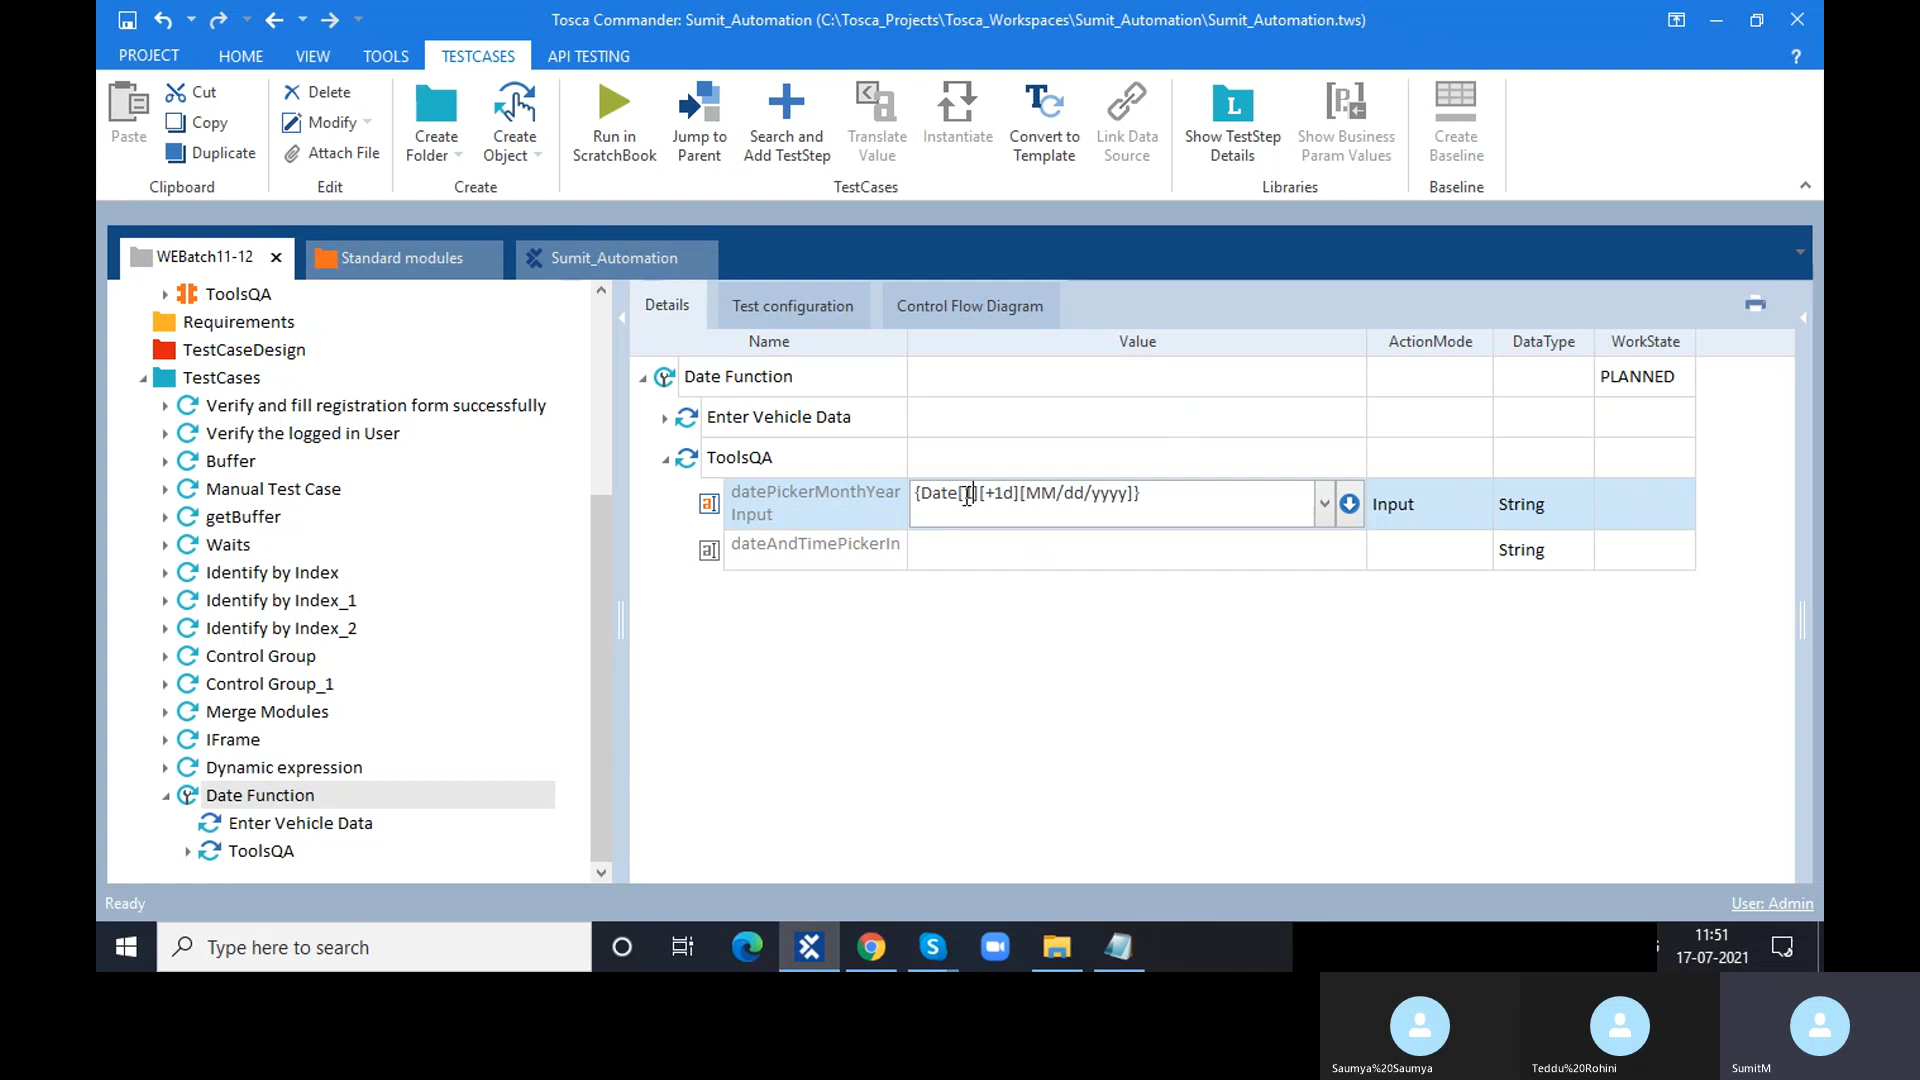 Tosca Commander: Sumit_Automation (C:\Tosca_Projects\Tosca_Workspaces\Sumit_Automation\Sumit_Automation.tws)
PROJECT HOME VIEW TOOLS TESTCASES API TESTING ?
Paste
Cut
Copy
Duplicate
Clipboard
Delete
Modify
Attach File
Edit
Create Folder
Create Object
Create
Run in ScratchBook
Jump to Parent
Search and Add TestStep
Translate Value
Instantiate
Convert to Template
Link Data Source
TestCases
Show TestStep Details
Show Business Param Values
Libraries
Create Baseline
Baseline
WEBatch11-12
Standard modules
Sumit_Automation
ToolsQA
Requirements
TestCaseDesign
TestCases
Verify and fill registration form successfully
Verify the logged in User
Buffer
Manual Test Case
getBuffer
Waits
Identify by Index
Identify by Index_1
Identify by Index_2
Control Group
Control Group_1
Merge Modules
IFrame
Dynamic expression
Date Function
Enter Vehicle Data
ToolsQA
Details Test configuration Control Flow Diagram
Name Value ActionMode DataType WorkState
Date Function PLANNED
Enter Vehicle Data
ToolsQA
datePickerMonthYear
Input
{Date[][+1d][MM/dd/yyyy]} Input String
dateAndTimePickerIn String
Ready User: Admin
Type here to search
11:51
17-07-2021
Saumya%20Saumya
Teddu%20Rohini
SumitM